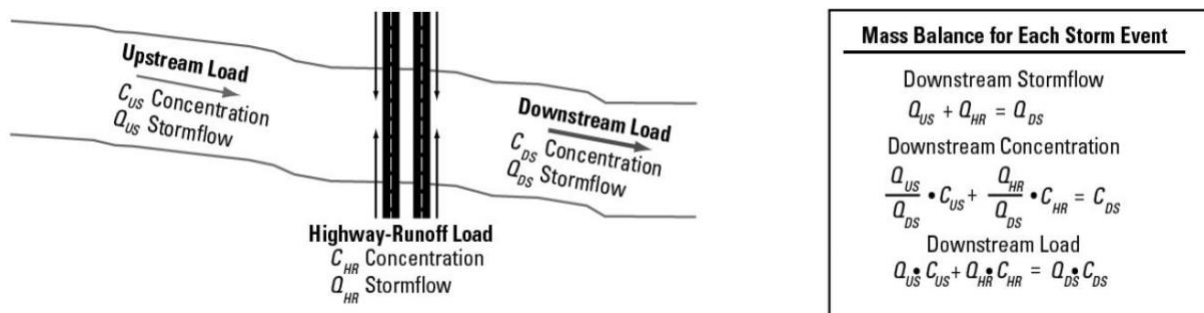 Upstream Load
C_US Concentration
Q_US Stormflow
Downstream Load
C_DS Concentration
Q_DS Stormflow
Highway-Runoff Load
C_HR Concentration
Q_HR Stormflow
Mass Balance for Each Storm Event
Downstream Stormflow
Q_US + Q_HR = Q_DS
Downstream Concentration
Q_US/Q_DS • C_US + Q_HR/Q_DS • C_HR = C_DS
Downstream Load
Q_US • C_US + Q_HR • C_HR = Q_DS • C_DS